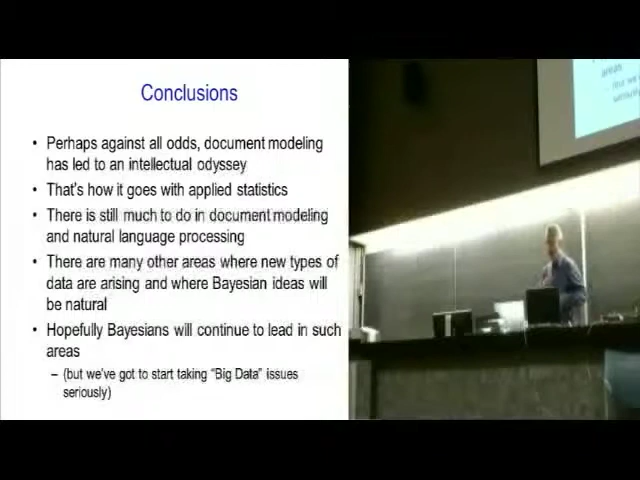 Conclusions
• Perhaps against all odds, document modeling
has led to an intellectual odyssey
• That's how it goes with applied statistics
• There is still much to do in document modeling
and natural language processing
• There are many other areas where new types of
data are arising and where Bayesian ideas will
be natural
• Hopefully Bayesians will continue to lead in such
areas
– (but we've got to start taking “Big Data” issues
seriously)
areas